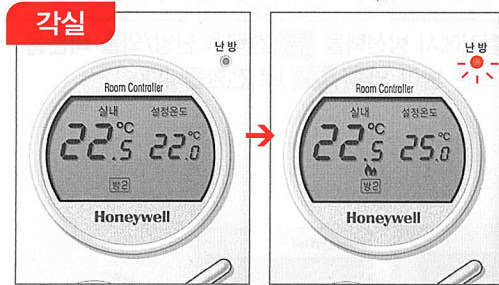 각실
난방
Room Controller
실내 설정온도
22.5 °C 22.0 °C
방2
Honeywell
난방
Room Controller
실내 설정온도
22.5 °C 25.0 °C
방2
Honeywell